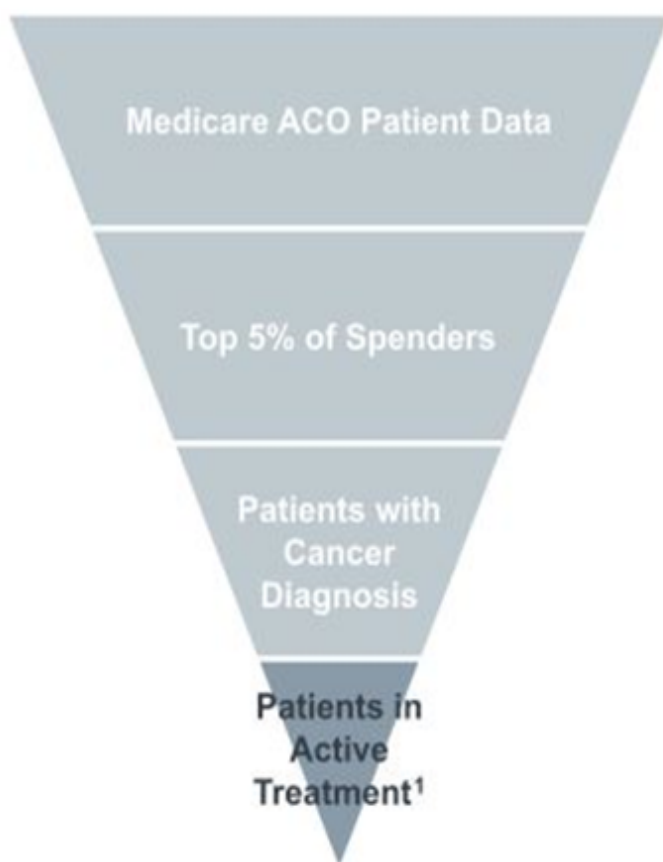 Medicare ACO Patient Data
Top 5% of Spenders
Patients with
Cancer
Diagnosis
Patients in
Active
Treatment¹